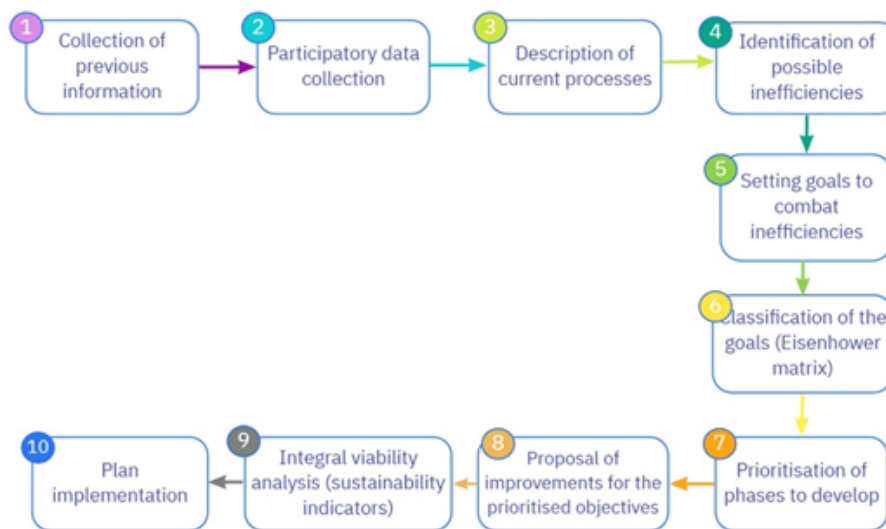 1
Collection of
previous
information
2
Participatory data
collection
3
Description of
current processes
4
Identification of
possible
inefficiencies
5
Setting goals to
combat
inefficiencies
6
Classification of the
goals (Eisenhower
matrix)
7
Prioritisation of
phases to develop
8
Proposal of
improvements for the
prioritised objectives
9
Integral viability
analysis (sustainability
indicators)
10
Plan
implementation